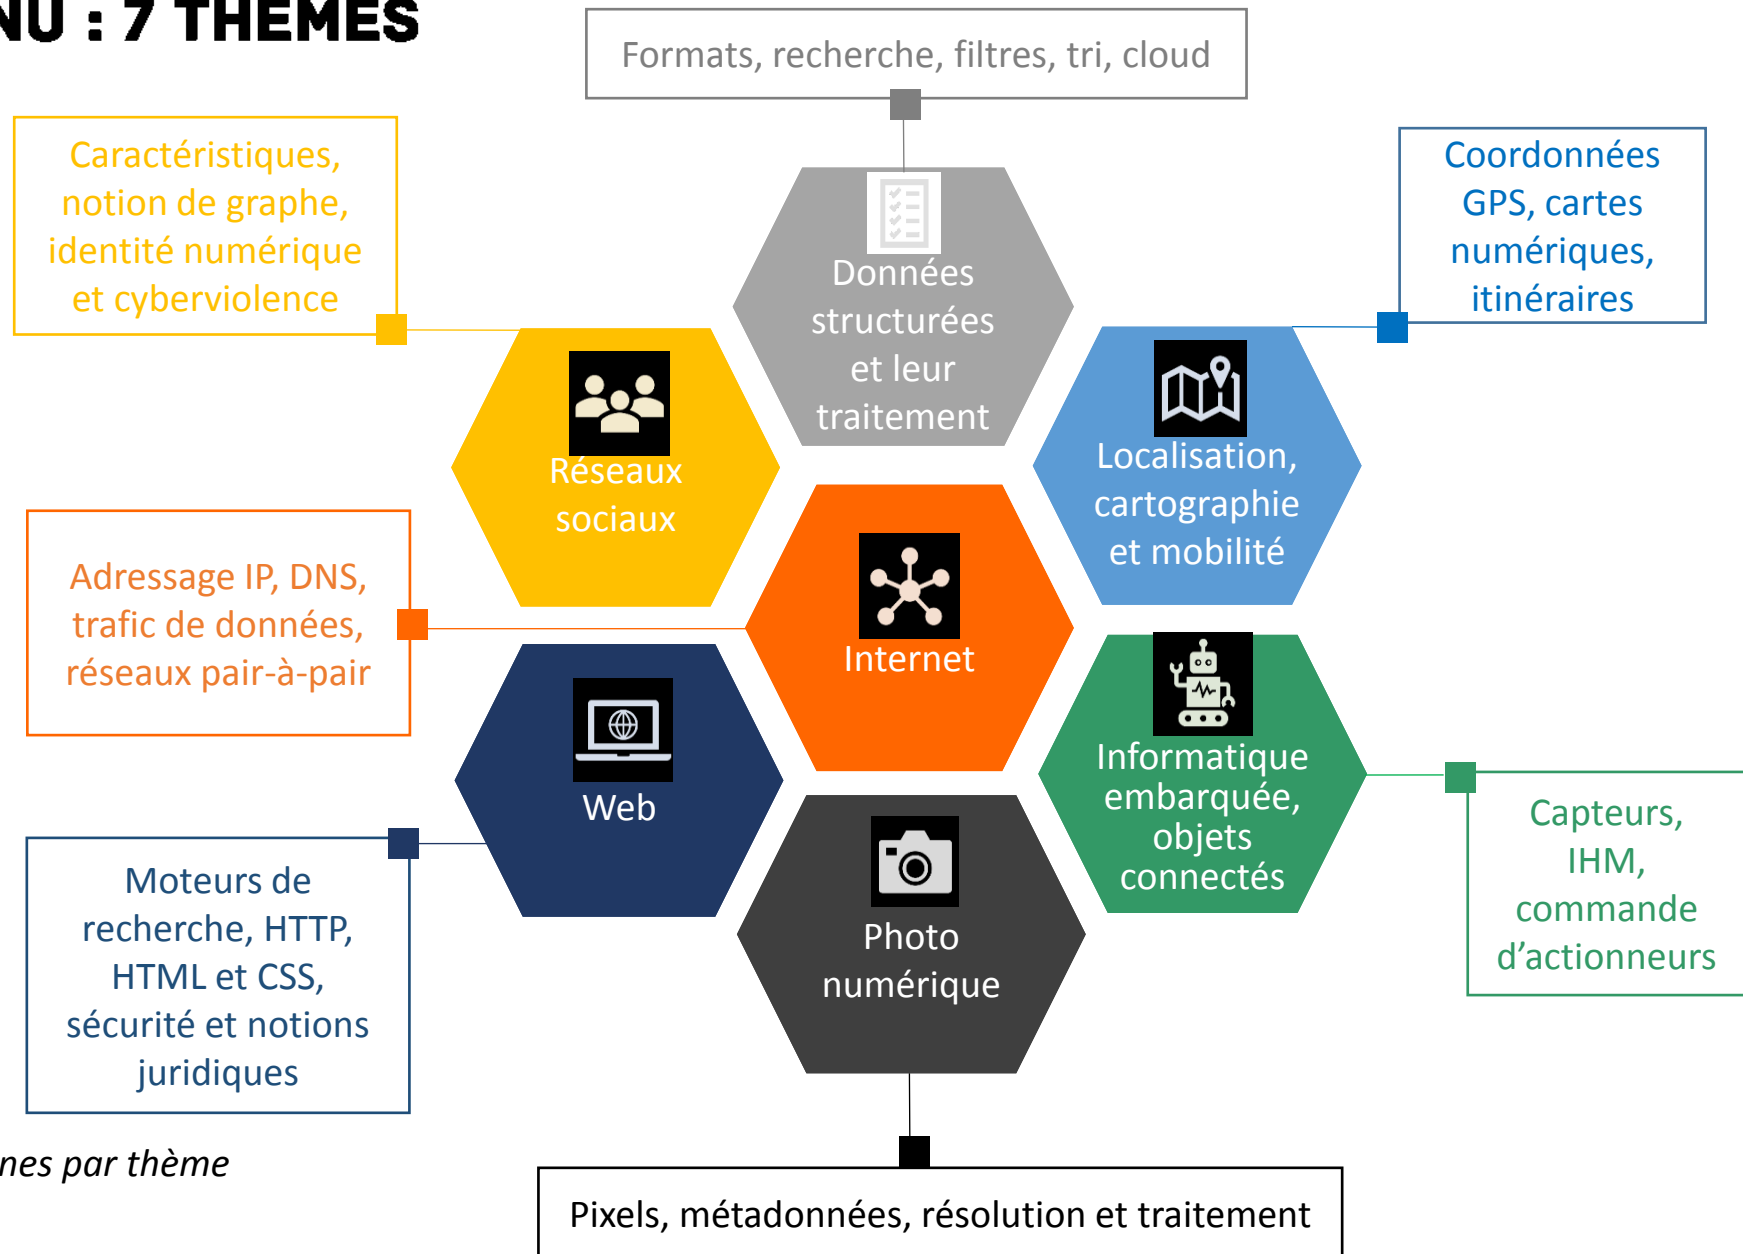 : 7 THEMES
Formats, recherche, filtres, tri, cloud
Caractéristiques,
notion de graphe,
identité numérique
et cyberviolence
Coordonnées
GPS, cartes
numériques,
itinéraires
Données
structurées
et leur
traitement
Réseaux
sociaux
Localisation,
cartographie
et mobilité
Adressage IP, DNS,
trafic de données,
réseaux pair-à-pair
Internet
Web
Informatique
embarquée,
objets
connectés
Moteurs de
recherche, HTTP,
HTML et CSS,
sécurité et notions
juridiques
Photo
numérique
Capteurs,
IHM,
commande
d’actionneurs
par thème
Pixels, métadonnées, résolution et traitement